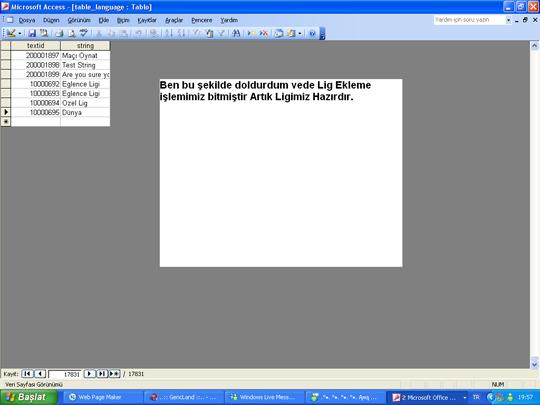 Microsoft Access - [table_language : Tablo]
Dosya Düzen Görünüm Ekle Biçim Kayıtlar Araçlar Pencere Yardım
Yardım için soru yazın
textid string
200001897 Maçı Oynat
200001898 Test String
200001899 Are you sure yo
10000692 Eglence Ligi
10000693 Eglence Ligi
10000694 Ozel Lig
10000695 Dünya
Ben bu şekilde doldurdum vede Lig Ekleme
işlemimiz bitmiştir Artık Ligimiz Hazırdır.
Kayıt: 17831 / 17831
Veri Sayfası Görünümü NUM
Başlat Web Page Maker ..::: GencLand ::.. - Windows Live Mess... 2 Microsoft Office ... TR 19:57